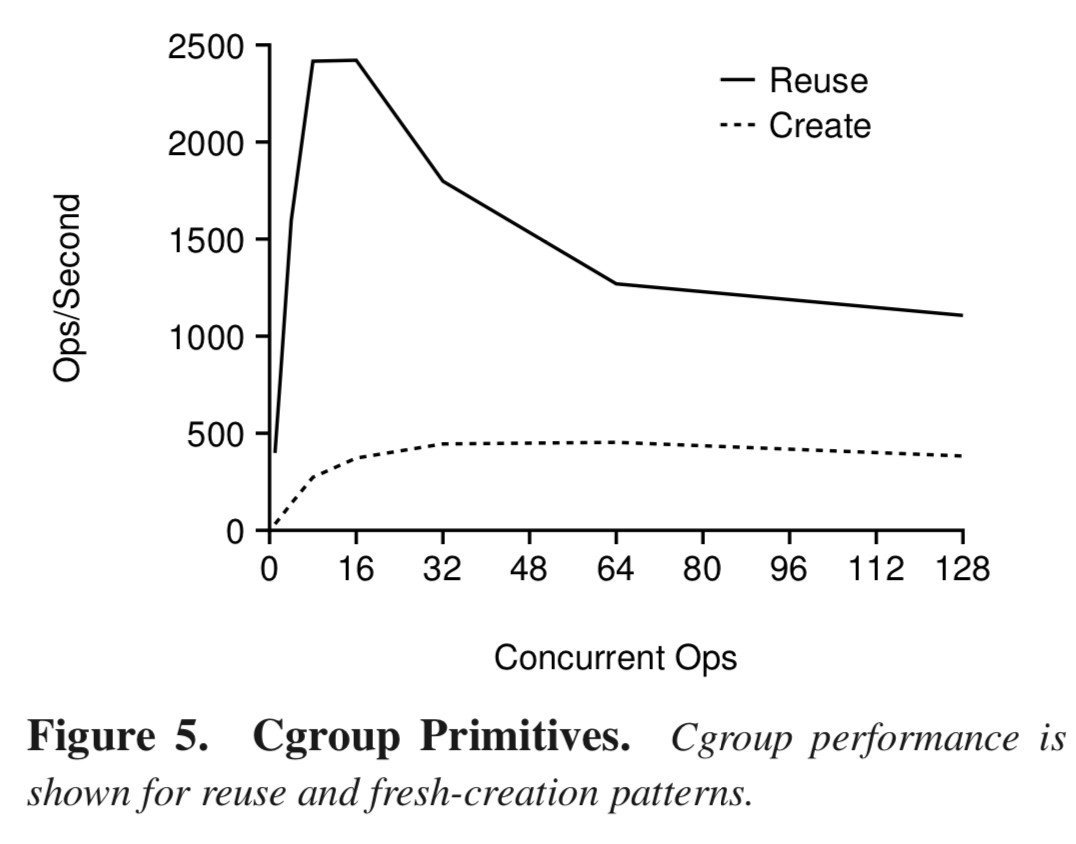 2500
2000
1500
1000
500
0
Ops/Second
Reuse
Create
0 16 32 48 64 80 96 112 128
Concurrent Ops
Figure 5. Cgroup Primitives. Cgroup performance is
shown for reuse and fresh-creation patterns.